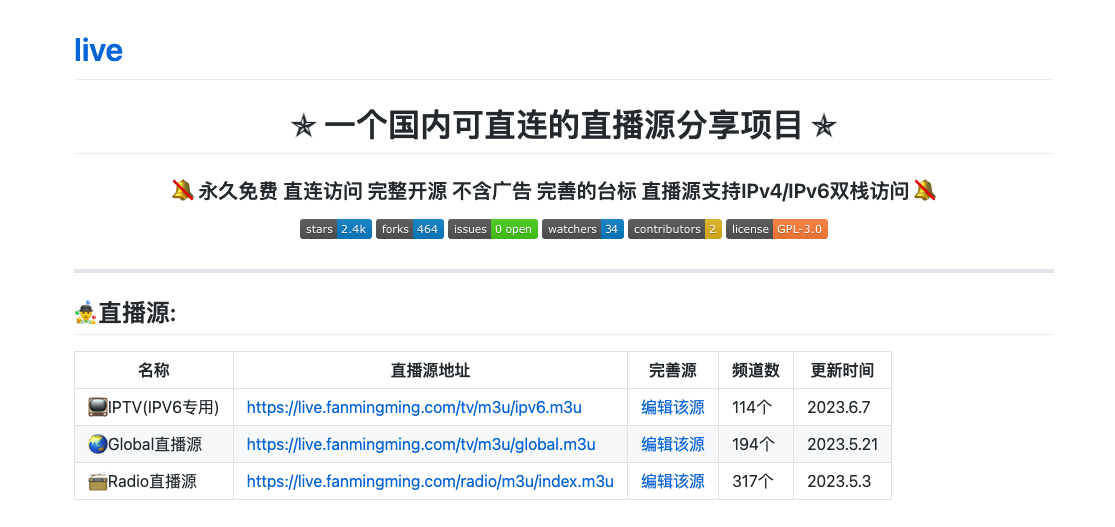 live
✯ 一个国内可直连的直播源分享项目 ✯
🔕 永久免费 直连访问 完整开源 不含广告 完善的台标 直播源支持IPv4/IPv6双栈访问 🔕
stars 2.4k forks 464 issues 0 open watchers 34 contributors 2 license GPL-3.0
🤹‍♂️直播源:
名称 直播源地址 完善源 频道数 更新时间
📺IPTV(IPV6专用) https://live.fanmingming.com/tv/m3u/ipv6.m3u 编辑该源 114个 2023.6.7
🌏Global直播源 https://live.fanmingming.com/tv/m3u/global.m3u 编辑该源 194个 2023.5.21
📻Radio直播源 https://live.fanmingming.com/radio/m3u/index.m3u 编辑该源 317个 2023.5.3